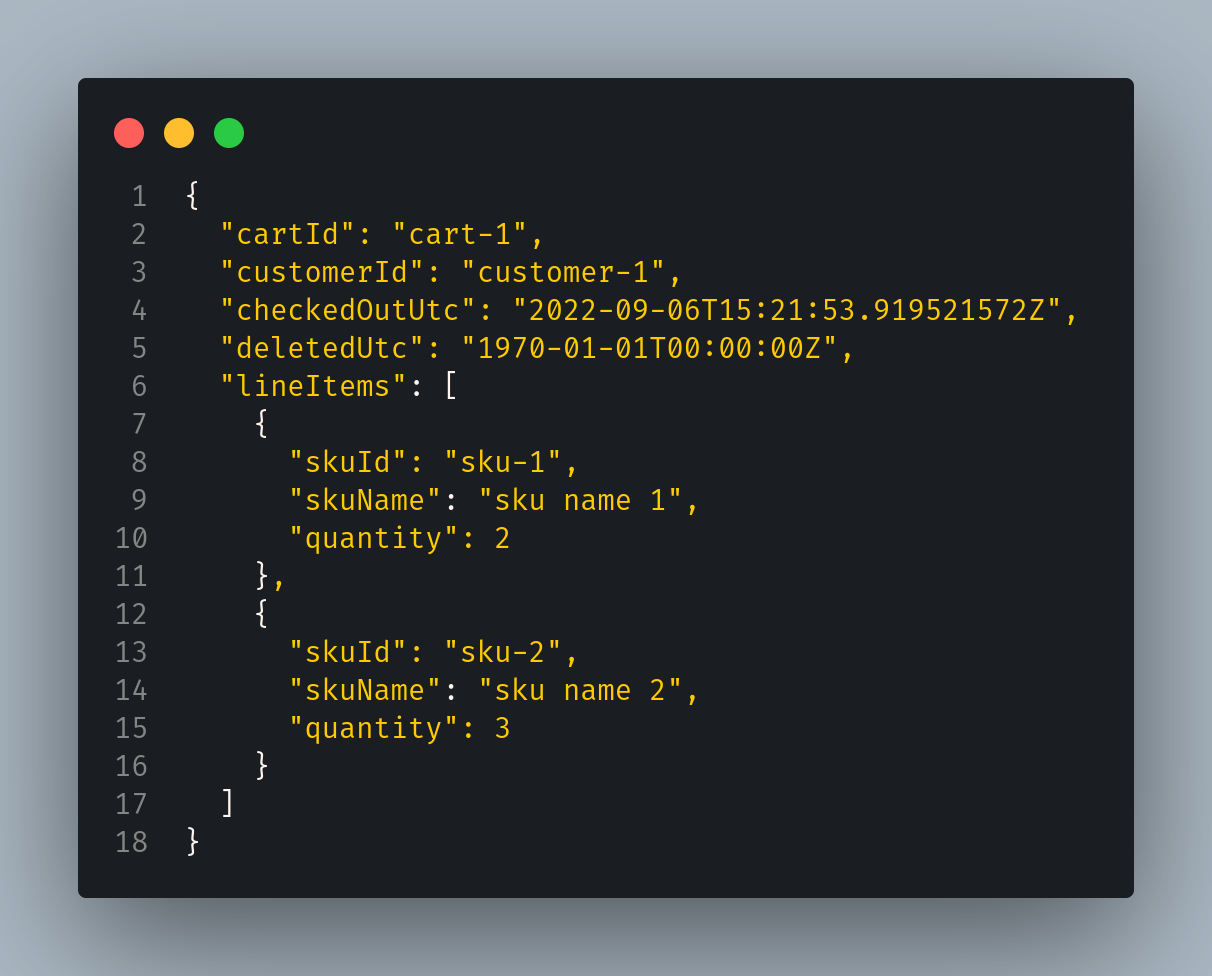 1 {
2   "cartId": "cart-1",
3   "customerId": "customer-1",
4   "checkedOutUtc": "2022-09-06T15:21:53.919521572Z",
5   "deletedUtc": "1970-01-01T00:00:00Z",
6   "lineItems": [
7     {
8       "skuId": "sku-1",
9       "skuName": "sku name 1",
10       "quantity": 2
11     },
12     {
13       "skuId": "sku-2",
14       "skuName": "sku name 2",
15       "quantity": 3
16     }
17   ]
18 }